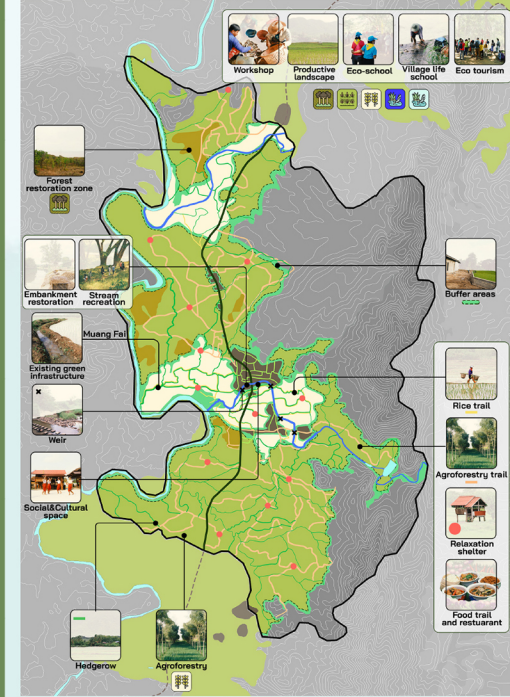 Workshop
Productive
landscape
Eco-school
Village life
school
Eco tourism
Forest
restoration zone
Embankment
restoration
Stream
recreation
Buffer areas
Muang Fai
Existing green
infrastructure
Weir
Rice trail
Agroforestry trail
Social&Cultural
space
Relaxation
shelter
Food trail
and restuarant
Hedgerow
Agroforestry